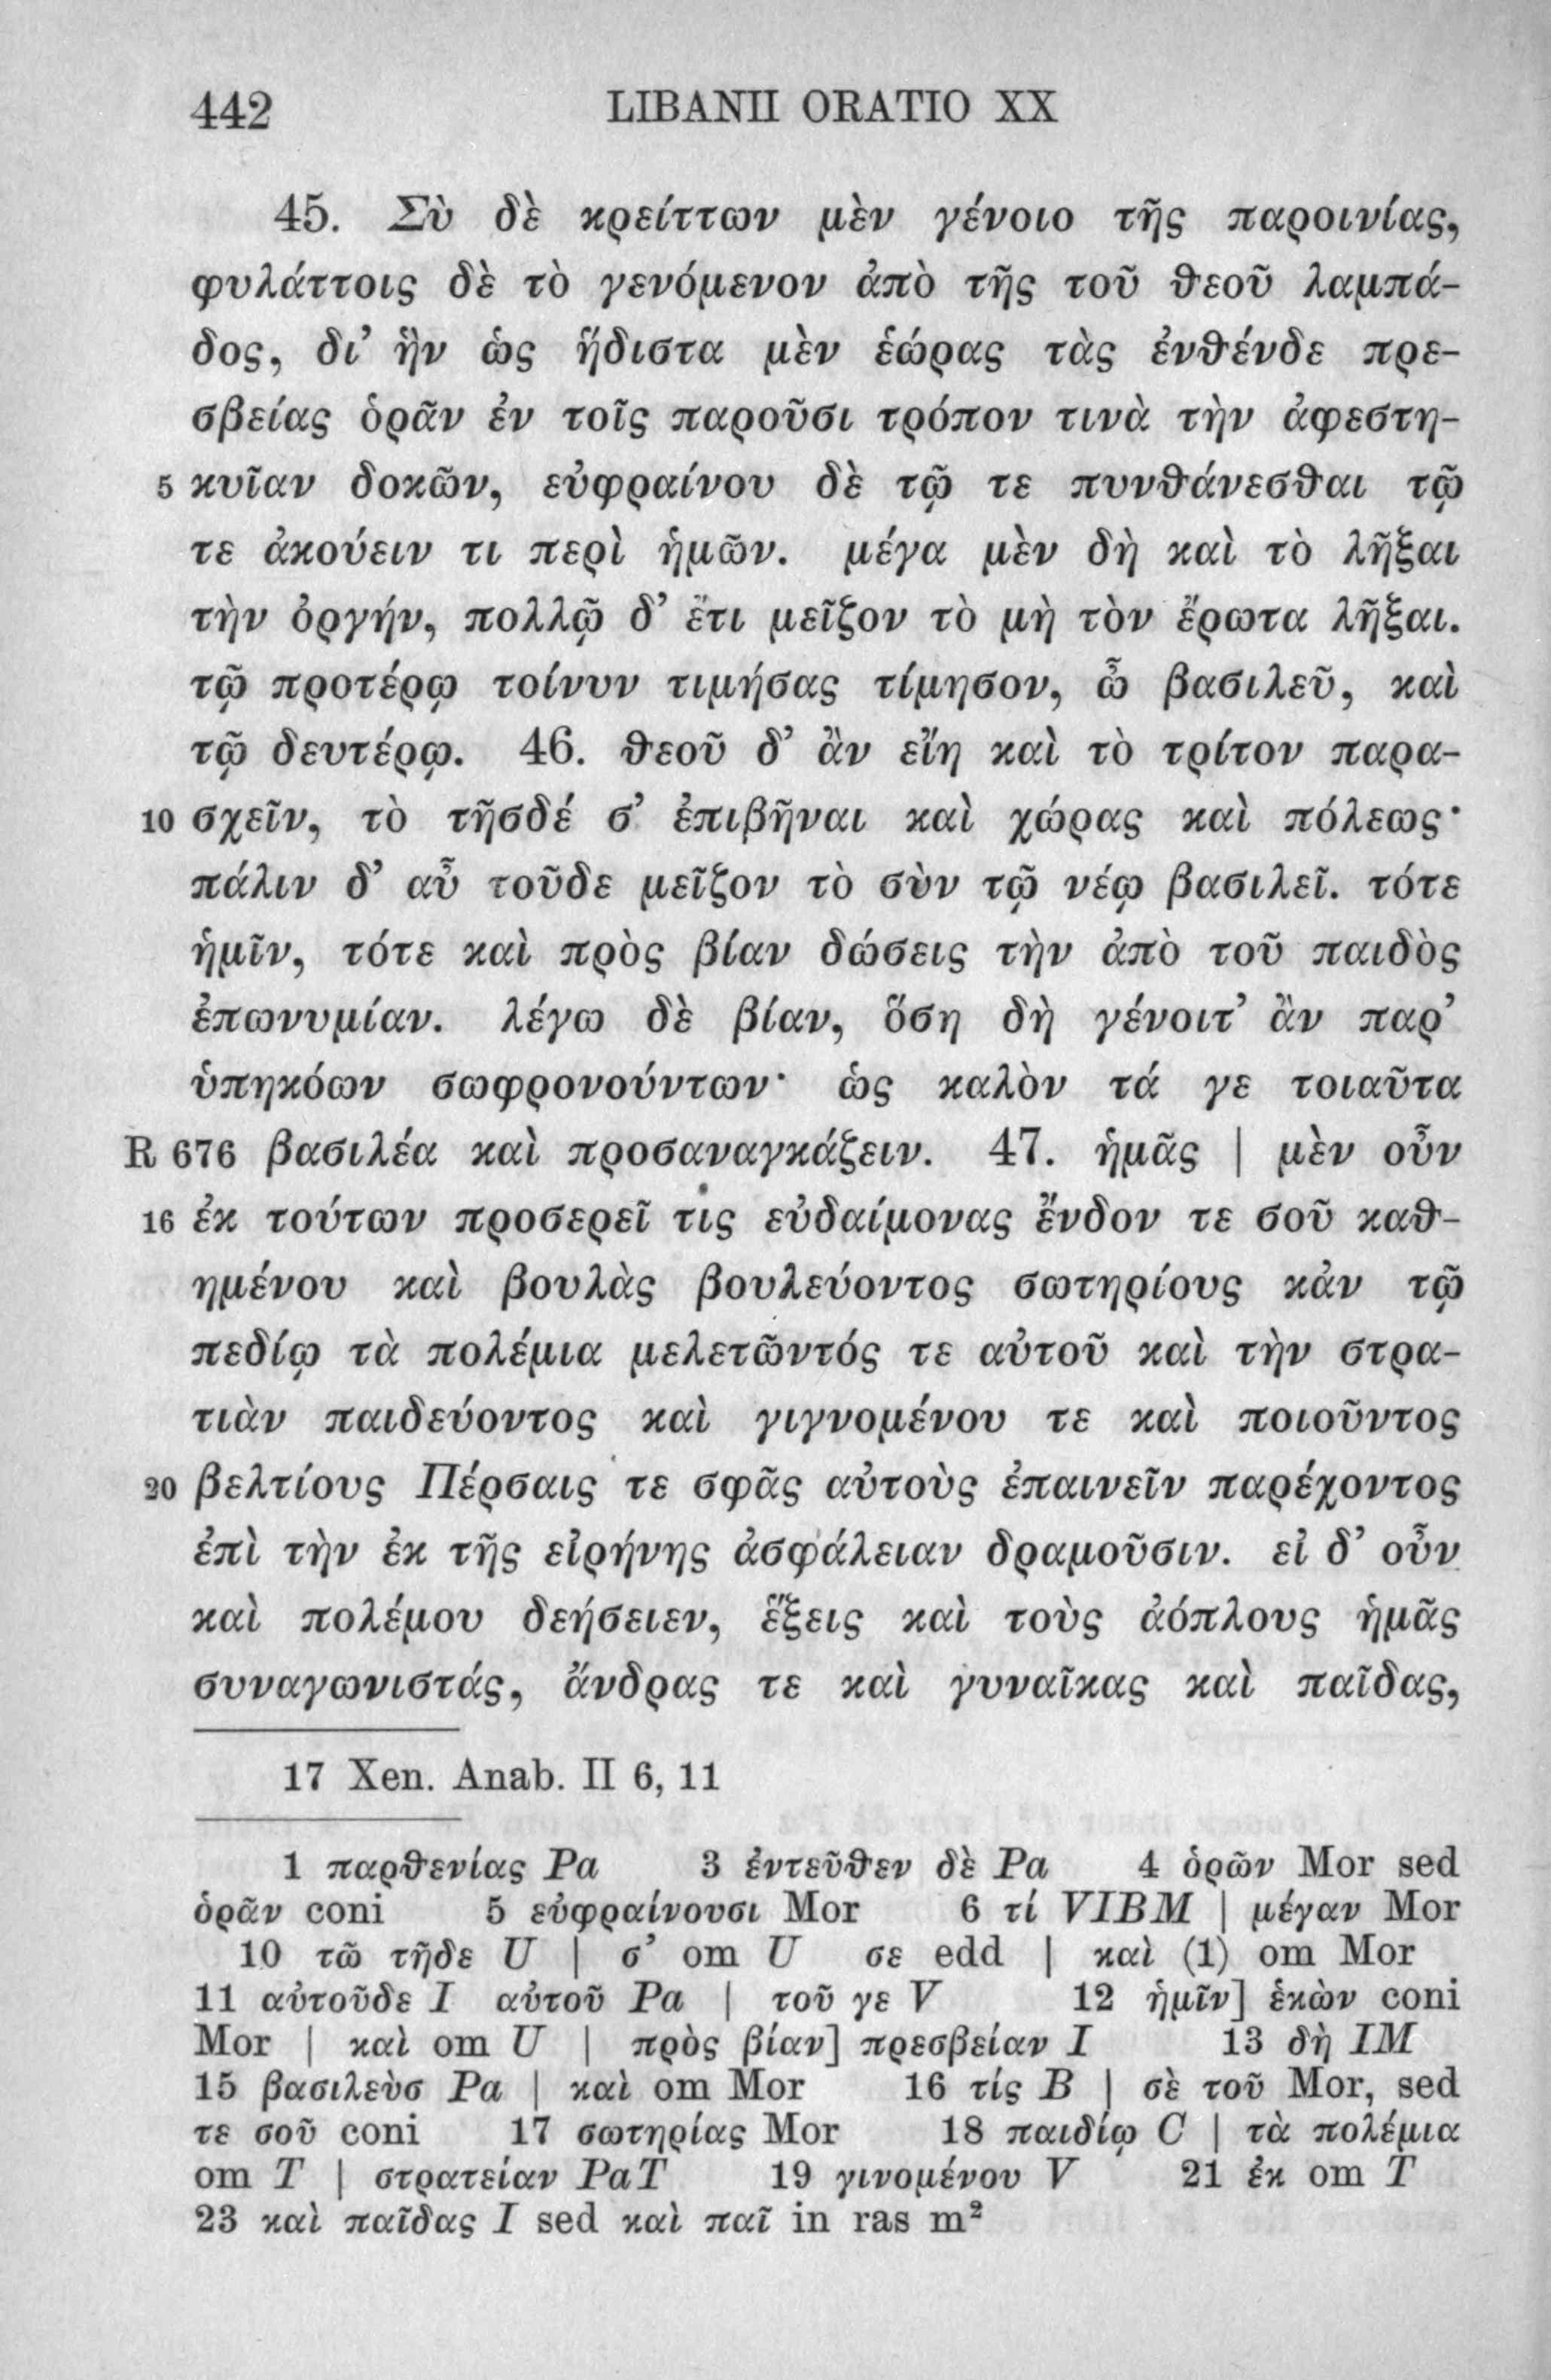 442 LIBANII ORATIO XX
45. Σὺ δὲ κρείττων μὲν γένοιο τῆς παροινίας,
φυλάττοις δὲ τὸ γενόμενον ἀπὸ τῆς τοῦ θεοῦ λαμπά-
δος, δι’ ἣν ὡς ἥδιστα μὲν ἑώρας τὰς ἐνθένδε πρε-
σβείας ὁρᾶν ἐν τοῖς παροῦσι τρόπον τινὰ τὴν ἀφεστη-
5 κυῖαν δοκῶν, εὐφραίνου δὲ τῷ τε πυνθάνεσθαι τῷ
τε ἀκούειν τι περὶ ἡμῶν. μέγα μὲν δὴ καὶ τὸ λῆξαι
τὴν ὀργήν, πολλῷ δ’ ἔτι μεῖζον τὸ μὴ τὸν ἔρωτα λῆξαι.
τῷ προτέρῳ τοίνυν τιμήσας τίμησον, ὦ βασιλεῦ, καὶ
τῷ δευτέρῳ. 46. θεοῦ δ’ ἂν εἴη καὶ τὸ τρίτον παρα-
10 σχεῖν, τὸ τῆσδέ σ’ ἐπιβῆναι καὶ χώρας καὶ πόλεως·
πάλιν δ’ αὖ τοῦδε μεῖζον τὸ σὺν τῷ νέῳ βασιλεῖ. τότε
ἡμῖν, τότε καὶ πρὸς βίαν δώσεις τὴν ἀπὸ τοῦ παιδὸς
ἐπωνυμίαν. λέγω δὲ βίαν, ὅση δὴ γένοιτ’ ἂν παρ’
ὑπηκόων σωφρονούντων· ὡς καλὸν τά γε τοιαῦτα
R 676 βασιλέα καὶ προσαναγκάζειν. 47. ἡμᾶς | μὲν οὖν
16 ἐκ τούτων προσερεῖ τις εὐδαίμονας ἔνδον τε σοῦ καθ-
ημένου καὶ βουλὰς βουλεύοντος σωτηρίους κἀν τῷ
πεδίῳ τὰ πολέμια μελετῶντός τε αὐτοῦ καὶ τὴν στρα-
τιὰν παιδεύοντος καὶ γιγνομένου τε καὶ ποιοῦντος
20 βελτίους Πέρσαις τε σφᾶς αὐτοὺς ἐπαινεῖν παρέχοντος
ἐπὶ τὴν ἐκ τῆς εἰρήνης ἀσφάλειαν δραμοῦσιν. εἰ δ’ οὖν
καὶ πολέμου δεήσειεν, ἕξεις καὶ τοὺς ἀόπλους ἡμᾶς
συναγωνιστάς, ἄνδρας τε καὶ γυναῖκας καὶ παῖδας,
17 Xen. Anab. II 6, 11
1 παρθενίας Pa 3 ἐντεῦθεν δὲ Pa 4 ὁρῶν Mor sed
ὁρᾶν coni 5 εὐφραίνουσι Mor 6 τί VIBM | μέγαν Mor
10 τῶ τῆδε U | σ’ om U σε edd | καὶ (1) om Mor
11 αὐτοῦδε I αὐτοῦ Pa | τοῦ γε V 12 ἡμῖν] ἑκὼν coni
Mor | καὶ om U | πρὸς βίαν] πρεσβείαν I 13 δὴ IM
15 βασιλεὺσ Pa | καὶ om Mor 16 τίς B | σὲ τοῦ Mor, sed
τε σοῦ coni 17 σωτηρίας Mor 18 παιδίῳ C | τὰ πολέμια
om T | στρατείαν PaT 19 γινομένου V 21 ἐκ om T
23 καὶ παῖδας I sed καὶ παῖ in ras m²